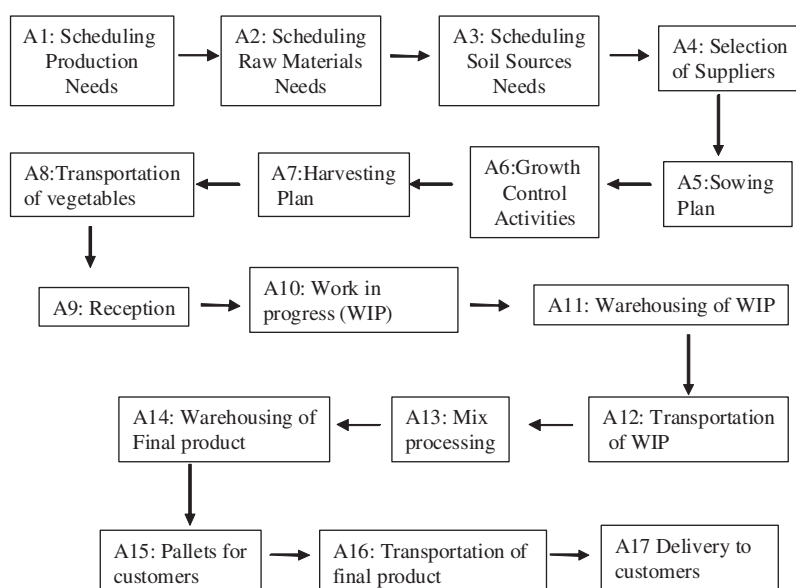 A1: Scheduling
Production
Needs
A2: Scheduling
Raw Materials
Needs
A3: Scheduling
Soil Sources
Needs
A4: Selection
of Suppliers
A5:Sowing
Plan
A6:Growth
Control
Activities
A7:Harvesting
Plan
A8:Transportation
of vegetables
A9: Reception
A10: Work in
progress (WIP)
A11: Warehousing of WIP
A12: Transportation
of WIP
A13: Mix
processing
A14: Warehousing of
Final product
A15: Pallets for
customers
A16: Transportation of
final product
A17 Delivery to
customers